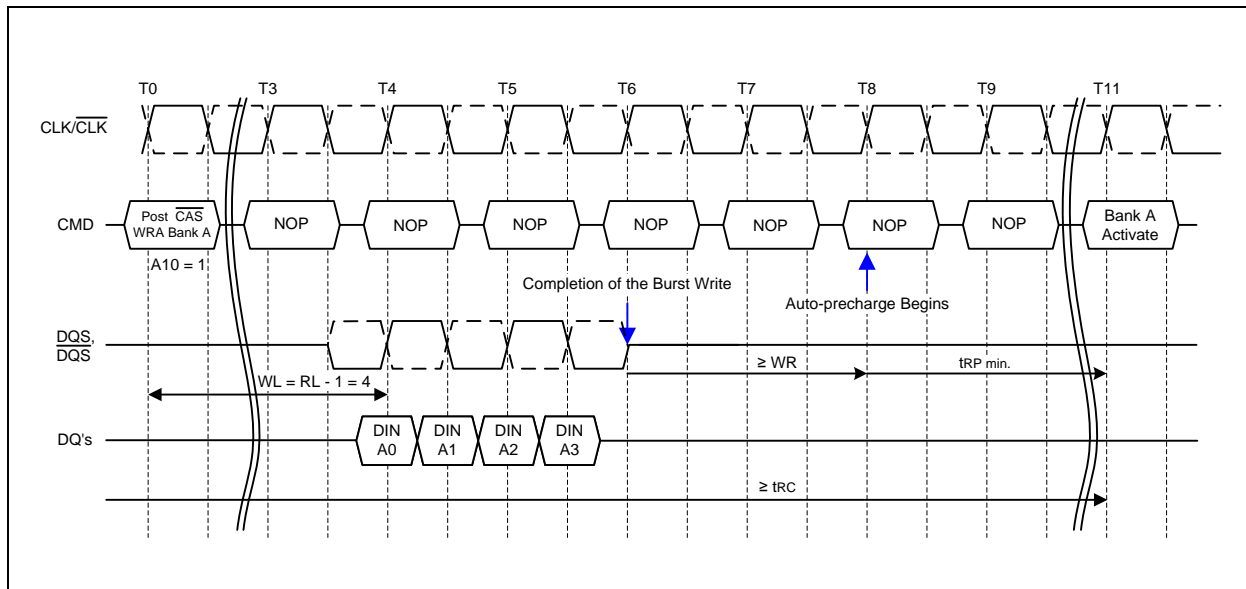 T0 T3 T4 T5 T6 T7 T8 T9 T11
CLK/CLK
CMD
Post CAS
WRA Bank A
NOP NOP NOP NOP NOP NOP NOP
Bank A
Activate
A10 = 1
Completion of the Burst Write
Auto-precharge Begins
DQS,
DQS
≥ WR
tRP min.
WL = RL - 1 = 4
DQ's
DIN
A0
DIN
A1
DIN
A2
DIN
A3
≥ tRC